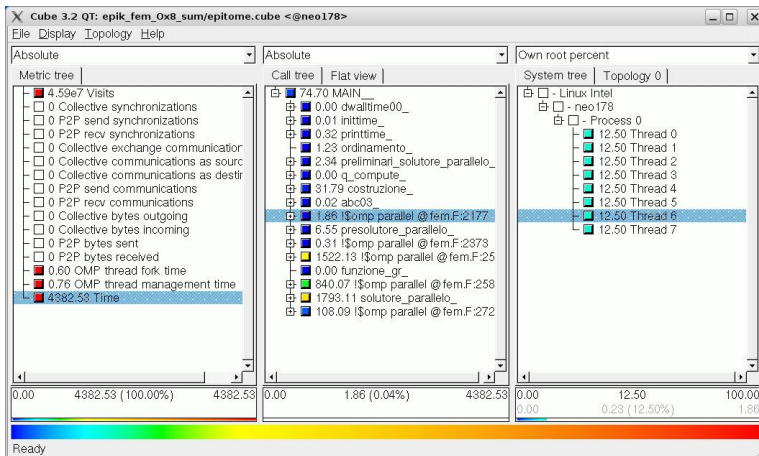 Cube 3.2 QT: epik_fem_0x8_sum/epitome.cube <@neo178>
File Display Topology Help
Absolute
Metric tree
4.59e7 Visits
0 Collective synchronizations
0 P2P send synchronizations
0 P2P recv synchronizations
0 Collective exchange communication
0 Collective communications as sourc
0 Collective communications as destir
0 P2P send communications
0 P2P recv communications
0 Collective bytes outgoing
0 Collective bytes incoming
0 P2P bytes sent
0 P2P bytes received
0.60 OMP thread fork time
0.76 OMP thread management time
4382.53 Time
0.00 4382.53 (100.00%) 4382.53
Absolute
Call tree Flat view
74.70 MAIN__
0.00 dwalltime00_
0.01 inittime_
0.32 printtime_
1.23 ordinamento_
2.34 preliminari_solutore_parallelo_
0.00 q_compute_
31.79 costruzione_
0.02 abc03_
1.86 !$omp parallel @fem.F:2177
6.55 presolutore_parallelo_
0.31 !$omp parallel @fem.F:2373
1522.13 !$omp parallel @fem.F:25
0.00 funzione_gr_
840.07 !$omp parallel @fem.F:258
1793.11 solutore_parallelo_
108.09 !$omp parallel @fem.F:272
0.00 1.86 (0.04%) 4382.53
Own root percent
System tree Topology 0
- Linux Intel
- neo178
- Process 0
12.50 Thread 0
12.50 Thread 1
12.50 Thread 2
12.50 Thread 3
12.50 Thread 4
12.50 Thread 5
12.50 Thread 6
12.50 Thread 7
0.00 12.50 100.00
0.00 0.23 (12.50%) 1.86
Ready